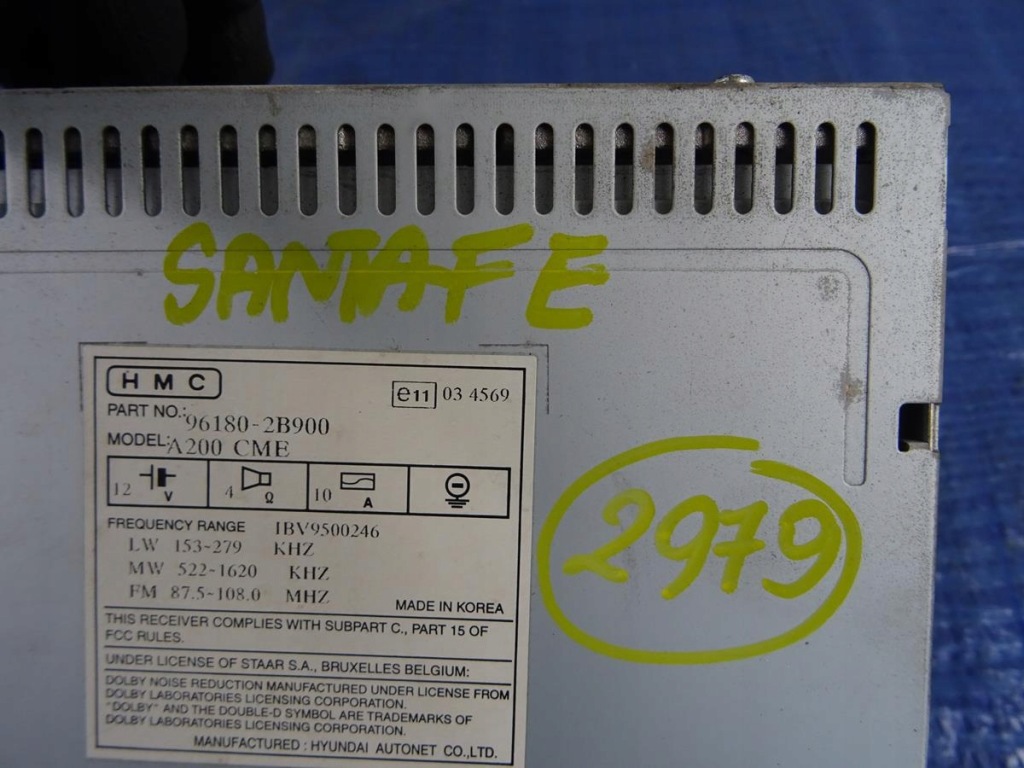 SANTAFE
HMC
e11 03 4569
PART NO.: 96180-2B900
MODEL: A200 CME
12 V 4 Ω 10 A
FREQUENCY RANGE IBV9500246
LW 153~279 KHZ
MW 522~1620 KHZ
FM 87.5~108.0 MHZ
MADE IN KOREA
THIS RECEIVER COMPLIES WITH SUBPART C., PART 15 OF
FCC RULES.
UNDER LICENSE OF STAAR S.A., BRUXELLES BELGIUM:
DOLBY NOISE REDUCTION MANUFACTURED UNDER LICENSE FROM
DOLBY LABORATORIES LICENSING CORPORATION.
"DOLBY" AND THE DOUBLE-D SYMBOL ARE TRADEMARKS OF
DOLBY LABORATORIES LICENSING CORPORATION.
MANUFACTURED : HYUNDAI AUTONET CO.,LTD.
2979